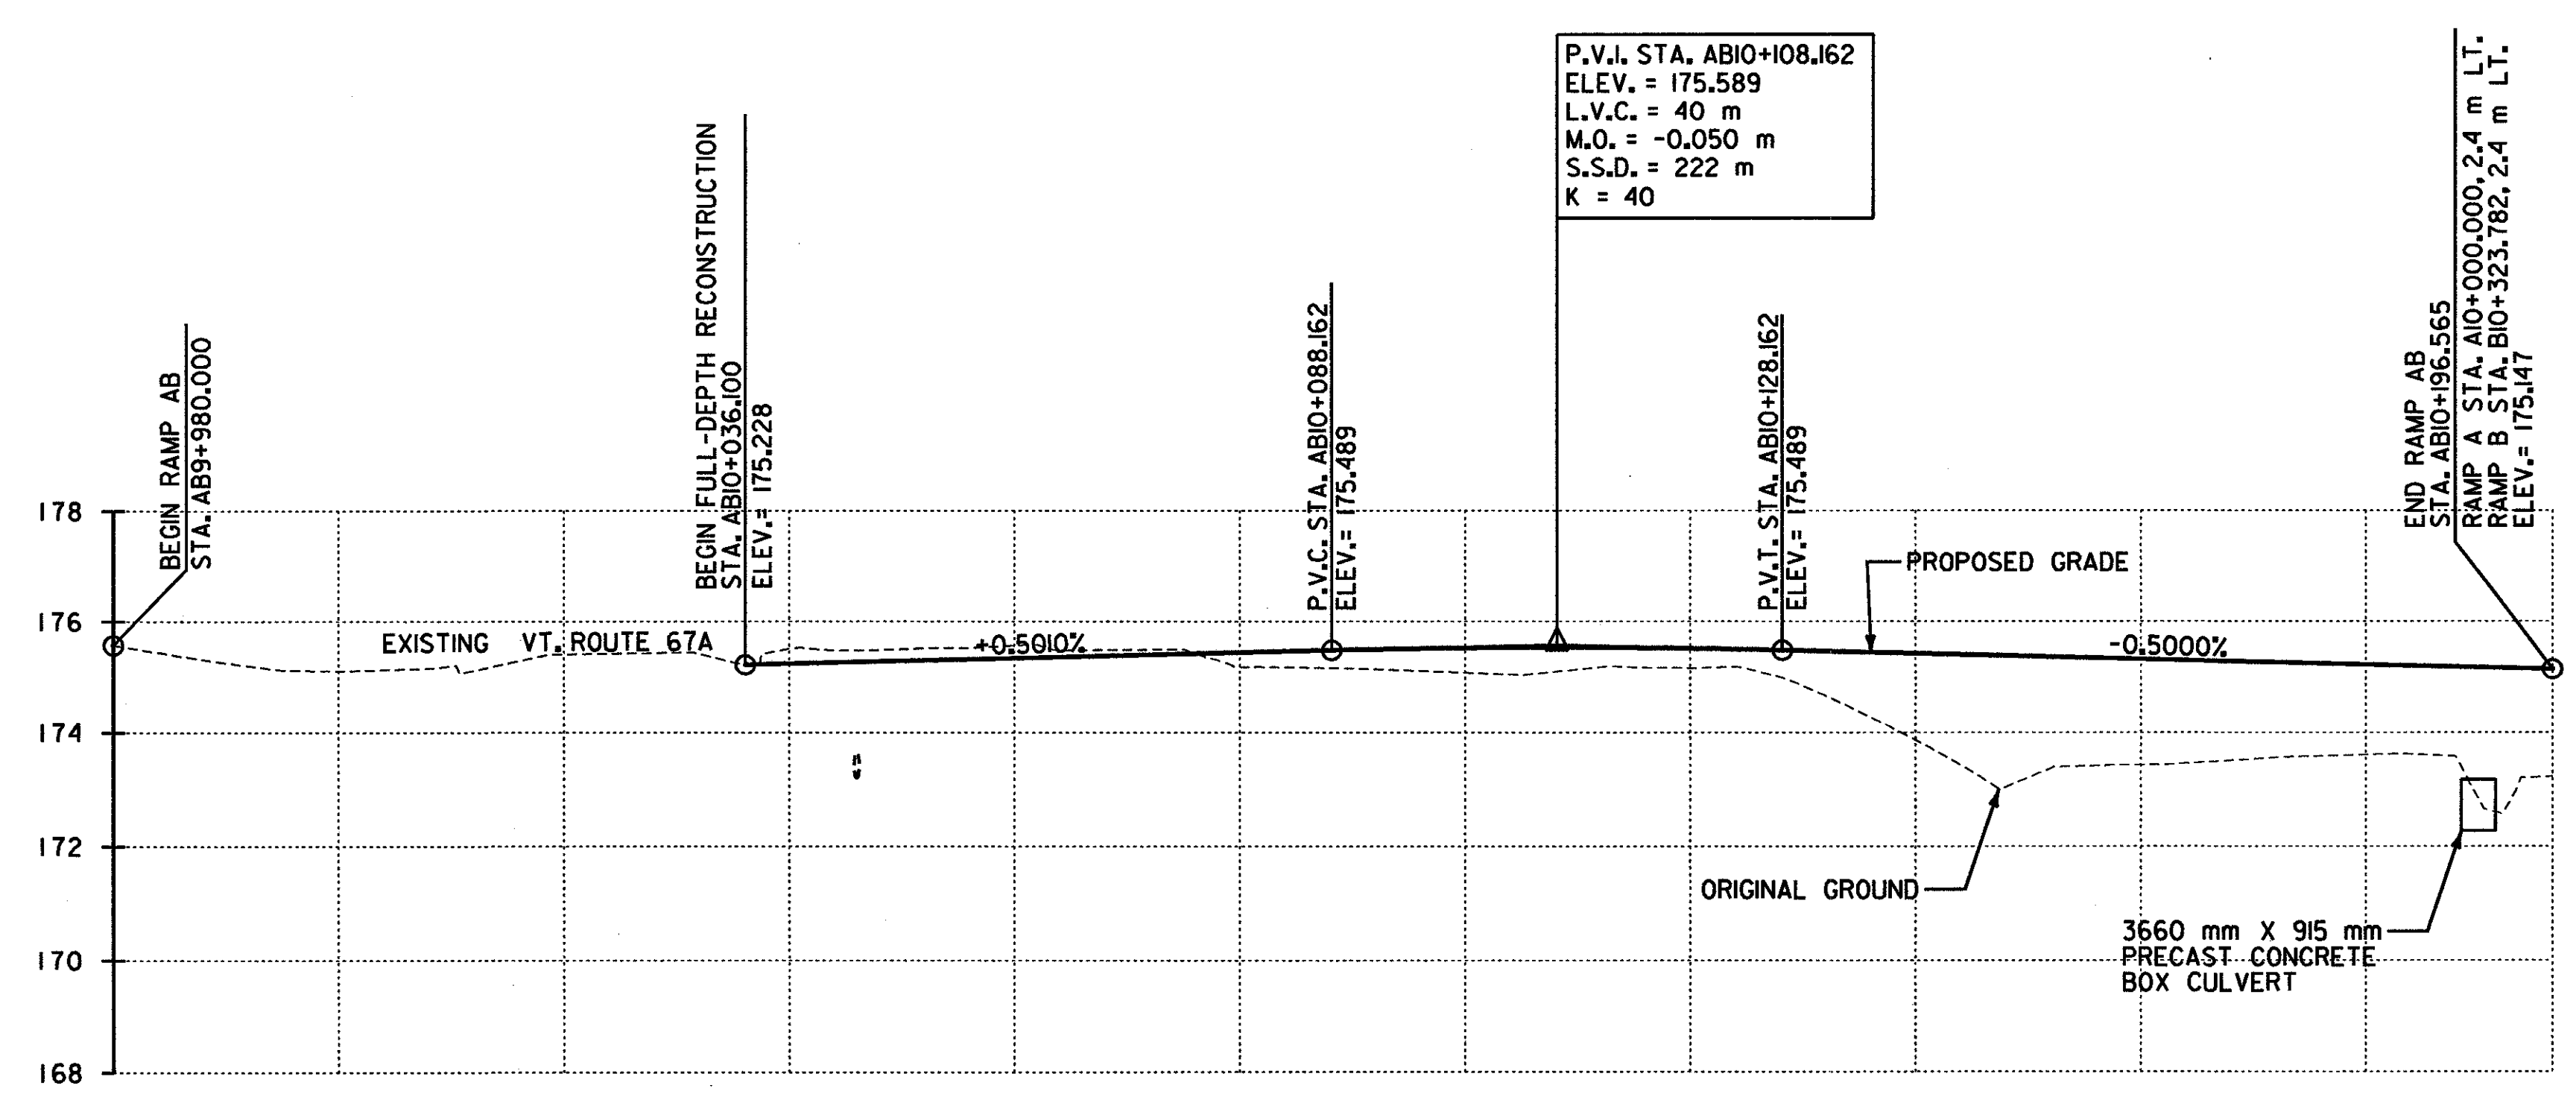 P.V.I. STA. AB10+108.162
ELEV. = 175.589
L.V.C. = 40 m
M.O. = -0.050 m
S.S.D. = 222 m
K = 40
BEGIN RAMP AB
STA. AB9+980.000
BEGIN FULL-DEPTH RECONSTRUCTION
STA. AB10+036.100
ELEV.= 175.228
P.V.C. STA. AB10+088.162
ELEV.= 175.489
P.V.T. STA. AB10+128.162
ELEV.= 175.489
END RAMP AB
STA. AB10+196.565
RAMP A STA. A10+000.000, 2.4 m LT.
RAMP B STA. B10+323.782, 2.4 m LT.
ELEV.= 175.147
178
176
174
172
170
168
EXISTING VT. ROUTE 67A
+0.5010%
PROPOSED GRADE
-0.5000%
ORIGINAL GROUND
3660 mm X 915 mm
PRECAST CONCRETE
BOX CULVERT